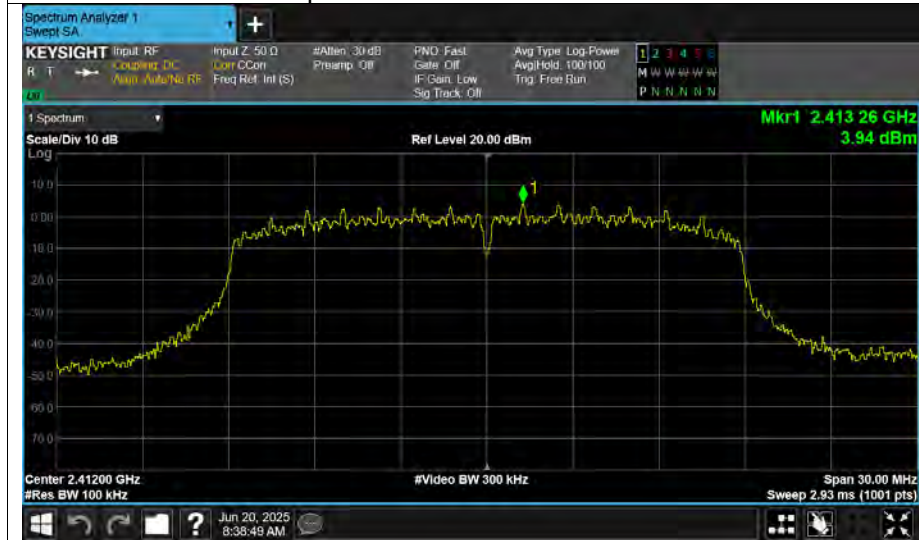 Spectrum Analyzer 1
Swept SA
KEYSIGHT Input: RF Input Z: 50 Ω #Atten: 30 dB PNO: Fast Avg Type: Log-Power 1 2 3 4 5 6
R T Coupling: DC Corr CCorr Preamp: Off Gate: Off Avg|Hold: 100/100 M W W W W W
Align: Auto/No RF Freq Ref: Int (S) IF Gain: Low Trig: Free Run
Sig Track: Off P N N N N N
1 Spectrum Mkr1 2.413 26 GHz
Scale/Div 10 dB Ref Level 20.00 dBm 3.94 dBm
Log
10.0
1
0.00
-10.0
-20.0
-30.0
-40.0
-50.0
-60.0
-70.0
Center 2.41200 GHz #Video BW 300 kHz Span 30.00 MHz
#Res BW 100 kHz Sweep 2.93 ms (1001 pts)
? Jun 20, 2025
8:38:49 AM